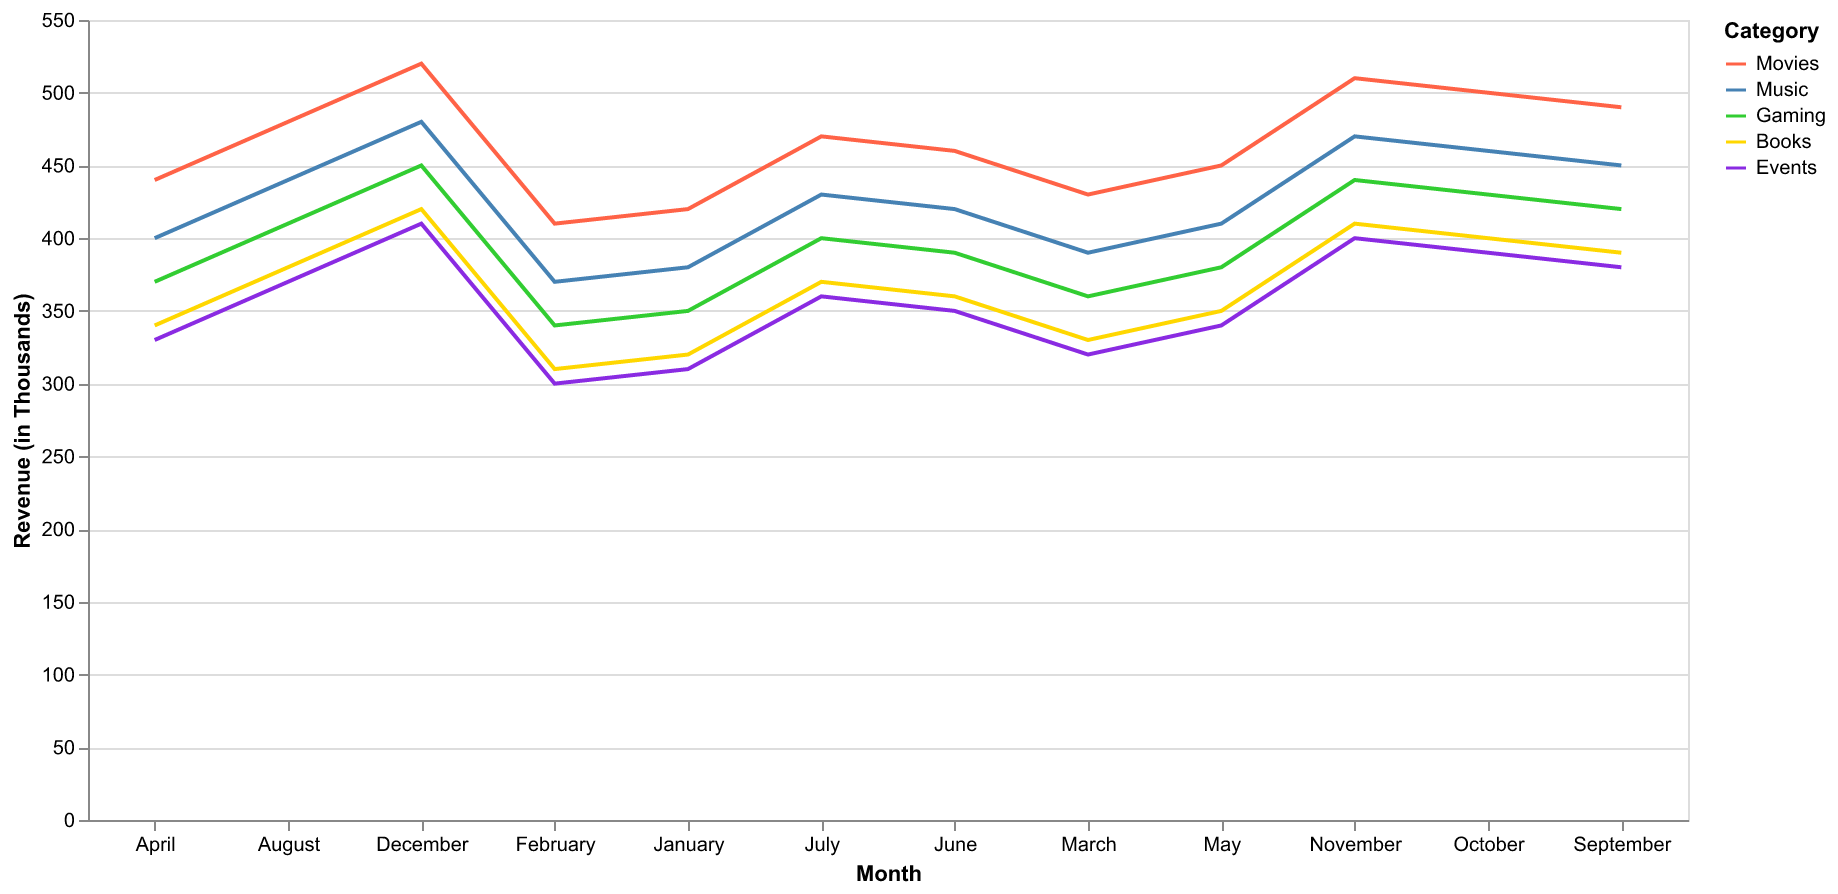 550
500
450
400
350
300
250
200
150
100
50
0
Revenue (in Thousands)
April August December February January July June March May November October September
Month
Category
Movies
Music
Gaming
Books
Events